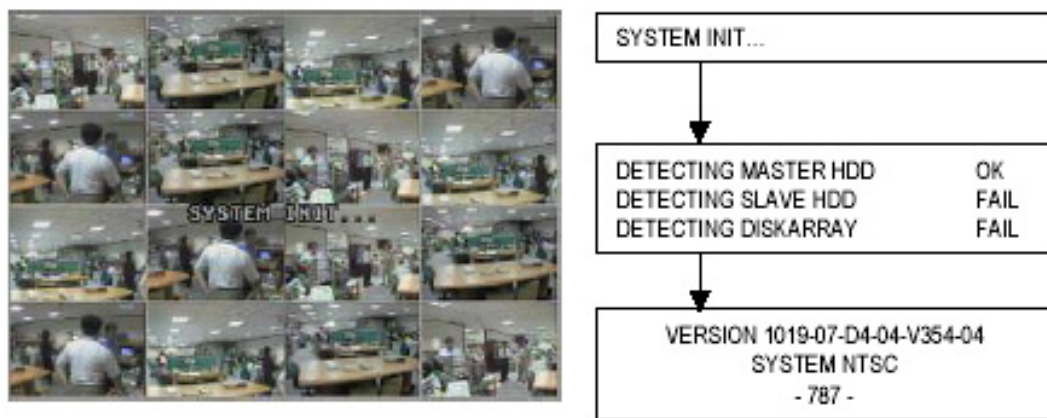 SYSTEM INIT...
SYSTEM INIT...
DETECTING MASTER HDD OK
DETECTING SLAVE HDD FAIL
DETECTING DISKARRAY FAIL
VERSION 1019-07-D4-04-V354-04
SYSTEM NTSC
- 787 -